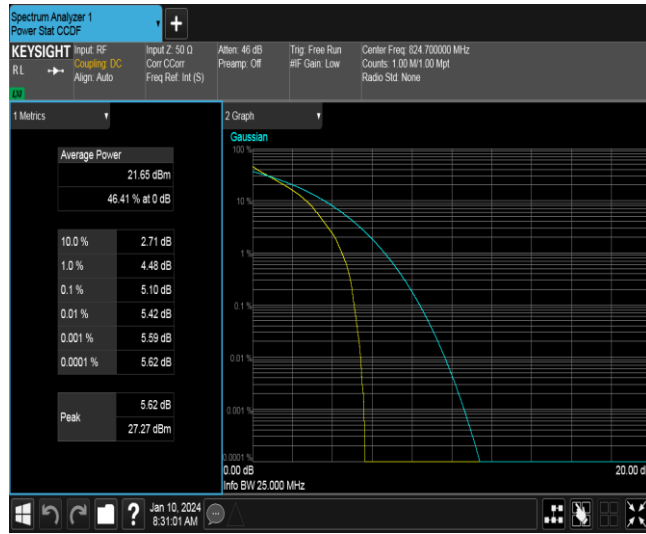 Spectrum Analyzer 1
Power Stat CCDF
+
KEYSIGHT
Input: RF
Coupling: DC
Align: Auto
RL
LXI
Input Z: 50 Ω
Corr CCorr
Freq Ref: Int (S)
Atten: 46 dB
Preamp: Off
Trig: Free Run
#IF Gain: Low
Center Freq: 824.700000 MHz
Counts: 1.00 M/1.00 Mpt
Radio Std: None
1 Metrics
Average Power
21.65 dBm
46.41 % at 0 dB
10.0 % 2.71 dB
1.0 % 4.48 dB
0.1 % 5.10 dB
0.01 % 5.42 dB
0.001 % 5.59 dB
0.0001 % 5.62 dB
Peak
5.62 dB
27.27 dBm
2 Graph
Gaussian
100 %
10 %
1 %
0.1 %
0.01 %
0.001 %
0.0001 %
0.00 dB
20.00 d
Info BW 25.000 MHz
?
Jan 10, 2024
8:31:01 AM